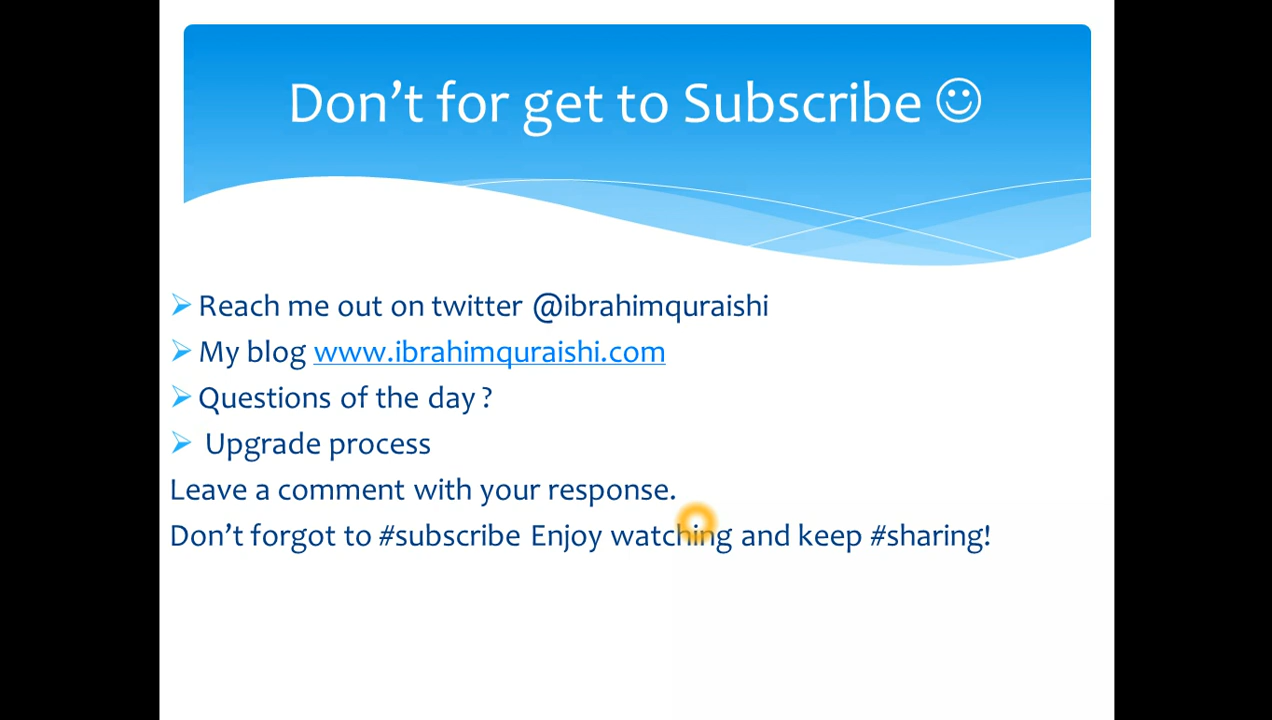 Don’t for get to Subscribe ☺
➢ Reach me out on twitter @ibrahimquraishi
➢ My blog www.ibrahimquraishi.com
➢ Questions of the day ?
➢ Upgrade process
Leave a comment with your response.
Don’t forgot to #subscribe Enjoy watching and keep #sharing!